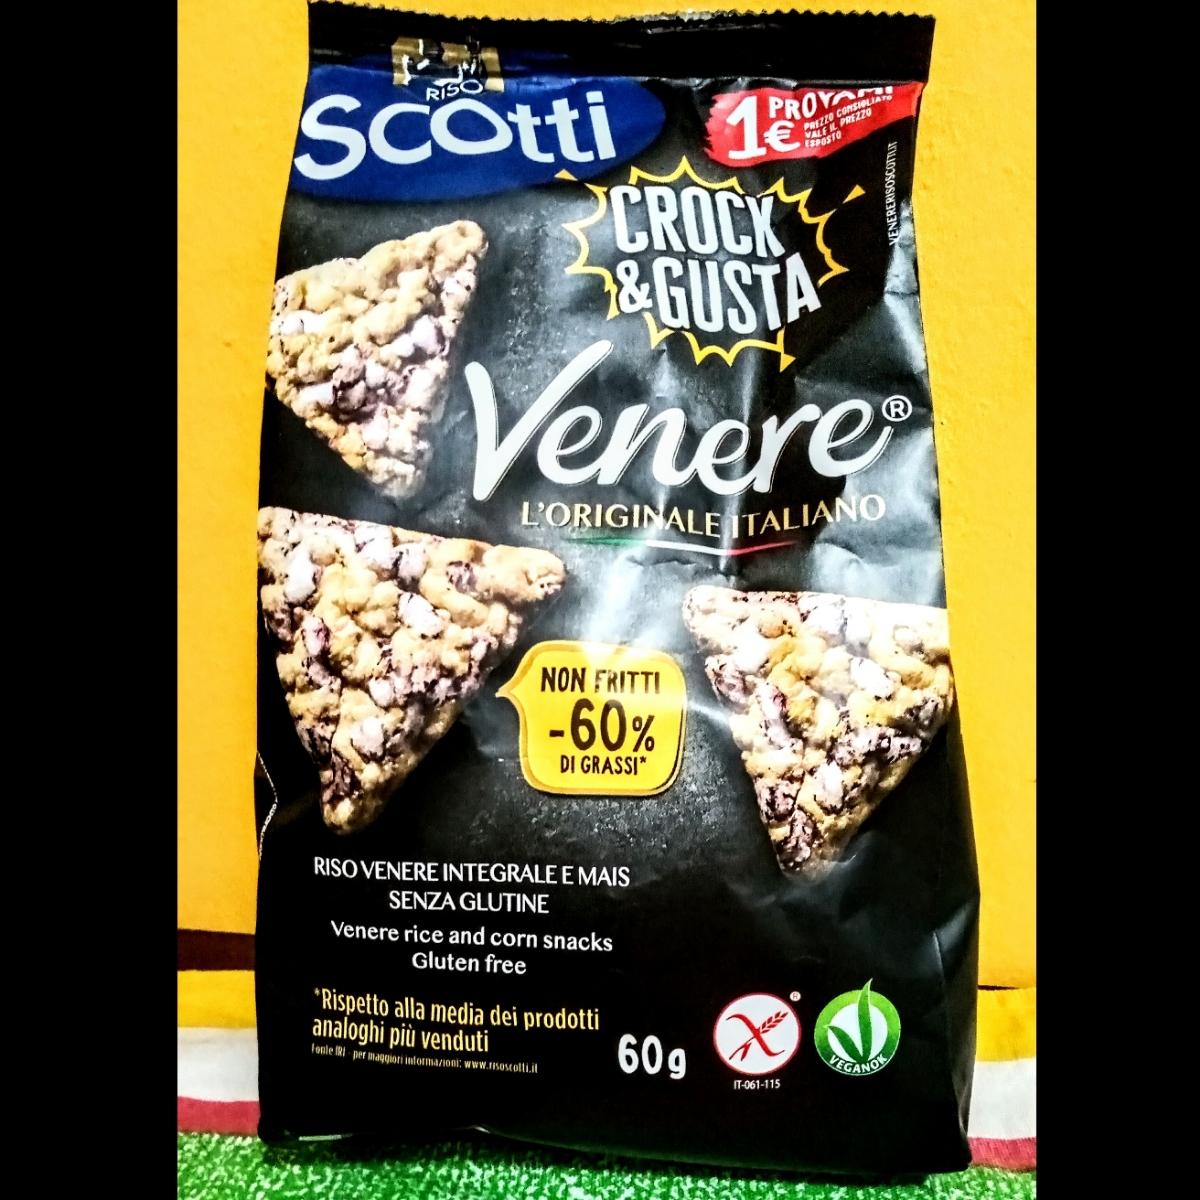 RISO
Scotti
1€ PROVAMI
PREZZO CONSIGLIATO
VALE IL PREZZO
ESPOSTO
VENERERISOSCOTTI.IT
CROCK
&GUSTA
Venere®
L'ORIGINALE ITALIANO
NON FRITTI
-60%
DI GRASSI*
RISO VENERE INTEGRALE E MAIS
SENZA GLUTINE
Venere rice and corn snacks
Gluten free
*Rispetto alla media dei prodotti
analoghi più venduti
Fonte IRI - per maggiori informazioni: www.risoscotti.it
60g
®
IT-061-115
VEGANOK